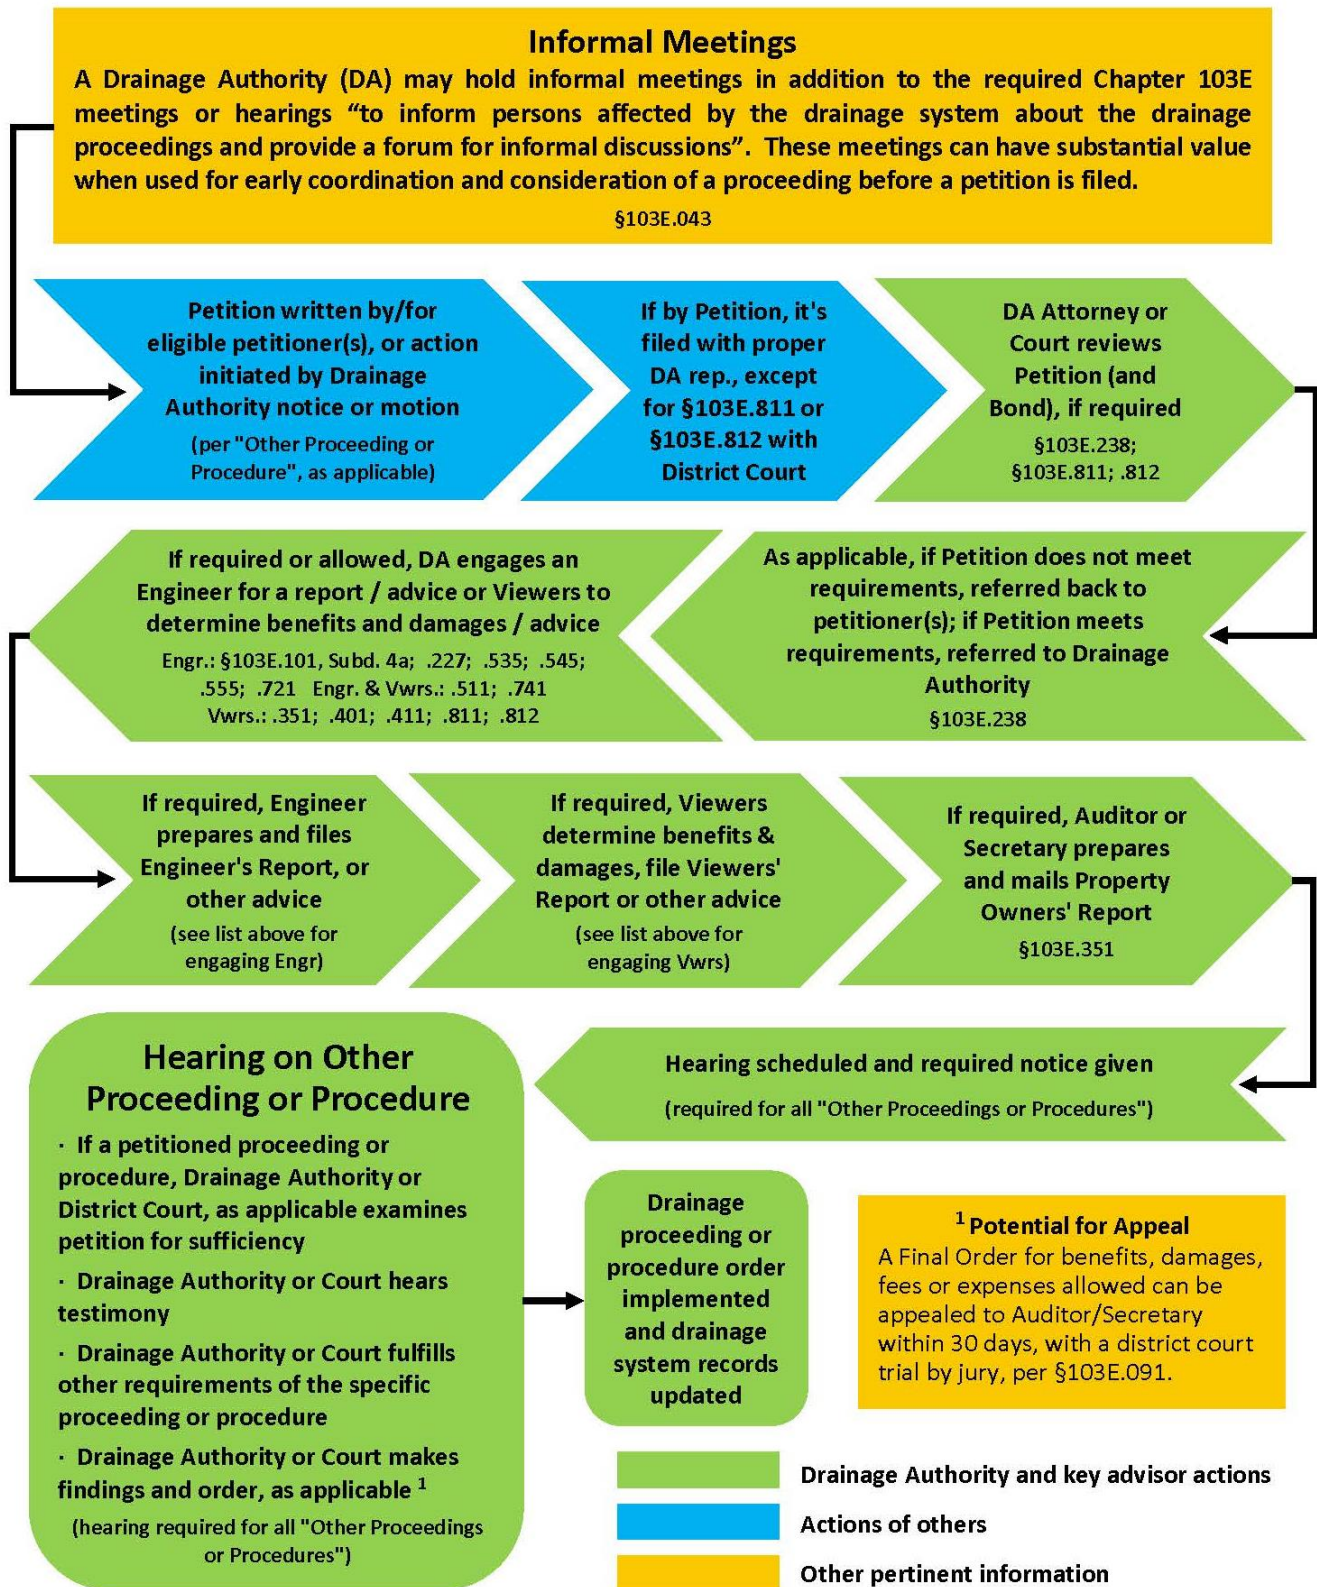 Informal Meetings
A Drainage Authority (DA) may hold informal meetings in addition to the required Chapter 103E
meetings or hearings “to inform persons affected by the drainage system about the drainage
proceedings and provide a forum for informal discussions”.  These meetings can have substantial value
when used for early coordination and consideration of a proceeding before a petition is filed.
§103E.043
Petition written by/for
eligible petitioner(s), or action
initiated by Drainage
Authority notice or motion
(per "Other Proceeding or
Procedure", as applicable)
If by Petition, it's
filed with proper
DA rep., except
for §103E.811 or
§103E.812 with
District Court
DA Attorney or
Court reviews
Petition (and
Bond), if required
§103E.238;
§103E.811; .812
As applicable, if Petition does not meet
requirements, referred back to
petitioner(s); if Petition meets
requirements, referred to Drainage
Authority
§103E.238
If required or allowed, DA engages an
Engineer for a report / advice or Viewers to
determine benefits and damages / advice
Engr.: §103E.101, Subd. 4a;  .227;  .535;  .545;
.555;  .721   Engr. & Vwrs.: .511;  .741
Vwrs.: .351;  .401;  .411;  .811;  .812
If required, Engineer
prepares and files
Engineer's Report, or
other advice
(see list above for
engaging Engr)
If required, Viewers
determine benefits &
damages, file Viewers'
Report or other advice
(see list above for
engaging Vwrs)
If required, Auditor or
Secretary prepares
and mails Property
Owners' Report
§103E.351
Hearing scheduled and required notice given
(required for all "Other Proceedings or Procedures")
Hearing on Other
Proceeding or Procedure
· If a petitioned proceeding or
procedure, Drainage Authority or
District Court, as applicable examines
petition for sufficiency
· Drainage Authority or Court hears
testimony
· Drainage Authority or Court fulfills
other requirements of the specific
proceeding or procedure
· Drainage Authority or Court makes
findings and order, as applicable ¹
(hearing required for all "Other Proceedings
or Procedures")
Drainage
proceeding or
procedure order
implemented
and drainage
system records
updated
¹ Potential for Appeal
A Final Order for benefits, damages,
fees or expenses allowed can be
appealed to Auditor/Secretary
within 30 days, with a district court
trial by jury, per §103E.091.
Drainage Authority and key advisor actions
Actions of others
Other pertinent information